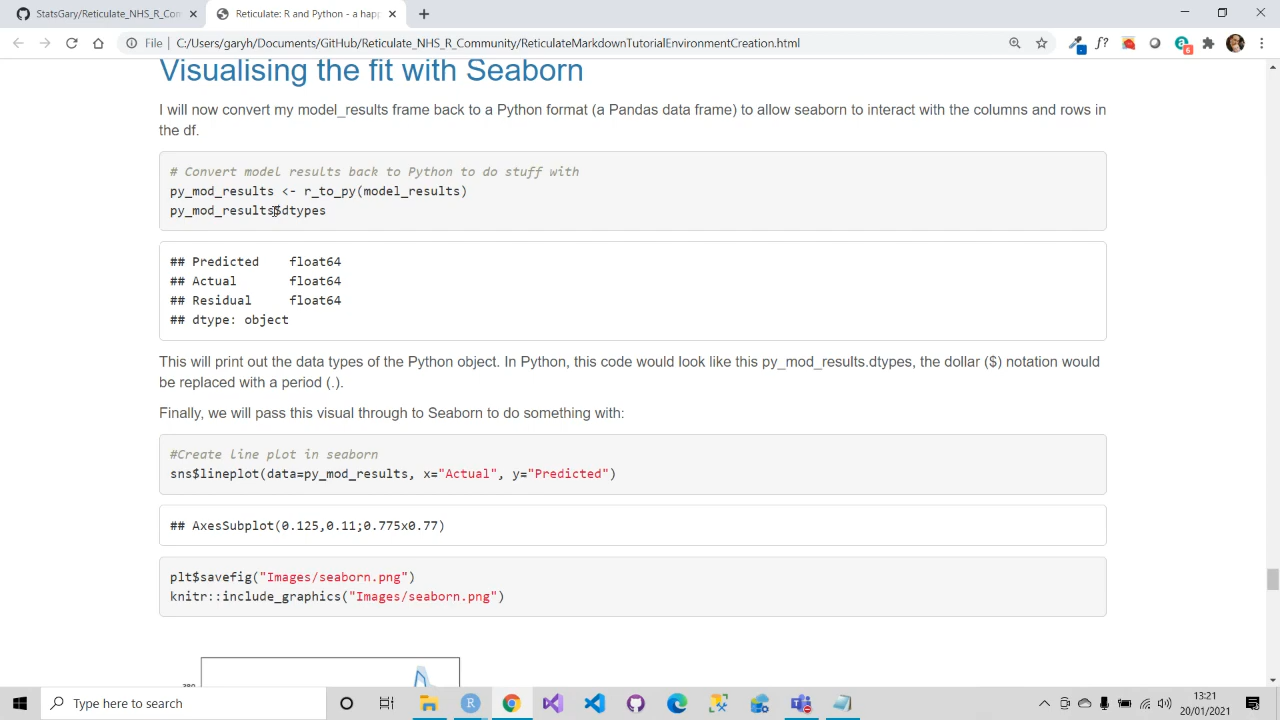 StatsGary/Reticulate_NHS_R_Com
Reticulate: R and Python - a happ
File | C:/Users/garyh/Documents/GitHub/Reticulate_NHS_R_Community/ReticulateMarkdownTutorialEnvironmentCreation.html
Visualising the fit with Seaborn
I will now convert my model_results frame back to a Python format (a Pandas data frame) to allow seaborn to interact with the columns and rows in
the df.
# Convert model results back to Python to do stuff with
py_mod_results <- r_to_py(model_results)
py_mod_results$dtypes
## Predicted    float64
## Actual       float64
## Residual     float64
## dtype: object
This will print out the data types of the Python object. In Python, this code would look like this py_mod_results.dtypes, the dollar ($) notation would
be replaced with a period (.).
Finally, we will pass this visual through to Seaborn to do something with:
#Create line plot in seaborn
sns$lineplot(data=py_mod_results, x="Actual", y="Predicted")
## AxesSubplot(0.125,0.11;0.775x0.77)
plt$savefig("Images/seaborn.png")
knitr::include_graphics("Images/seaborn.png")
Type here to search
13:21
20/01/2021